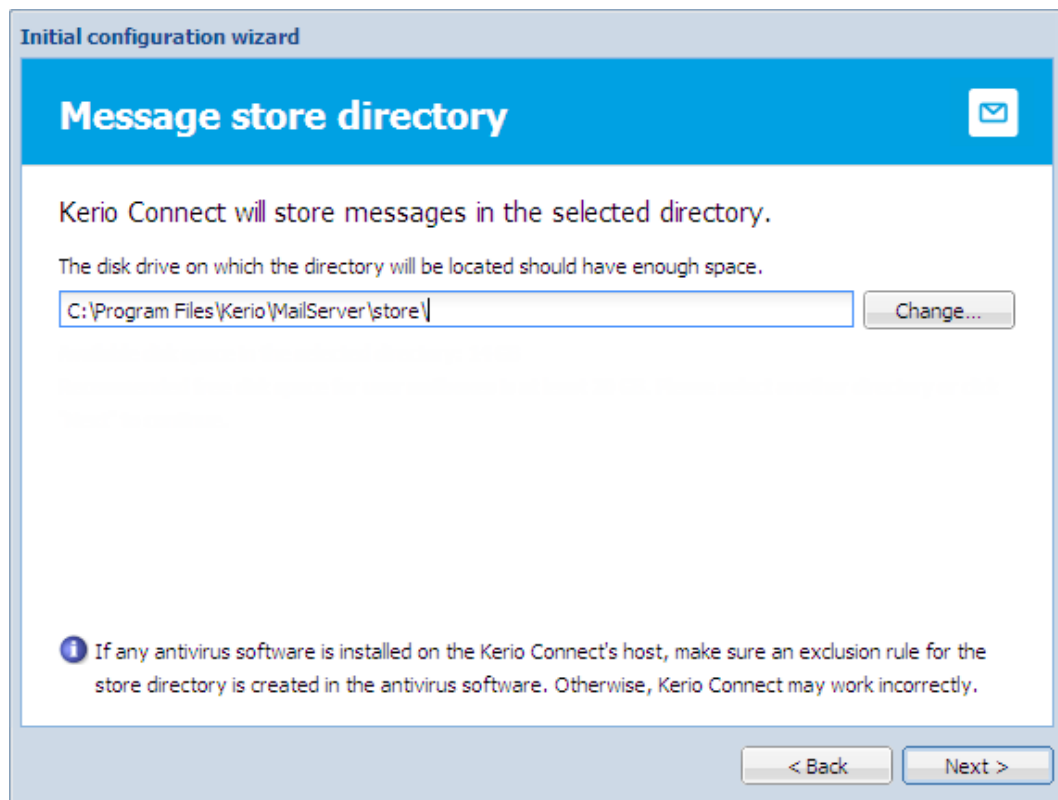 Initial configuration wizard
Message store directory
Kerio Connect will store messages in the selected directory.
The disk drive on which the directory will be located should have enough space.
C:\Program Files\Kerio\MailServer\store\
Change...
If any antivirus software is installed on the Kerio Connect's host, make sure an exclusion rule for the
store directory is created in the antivirus software. Otherwise, Kerio Connect may work incorrectly.
< Back
Next >